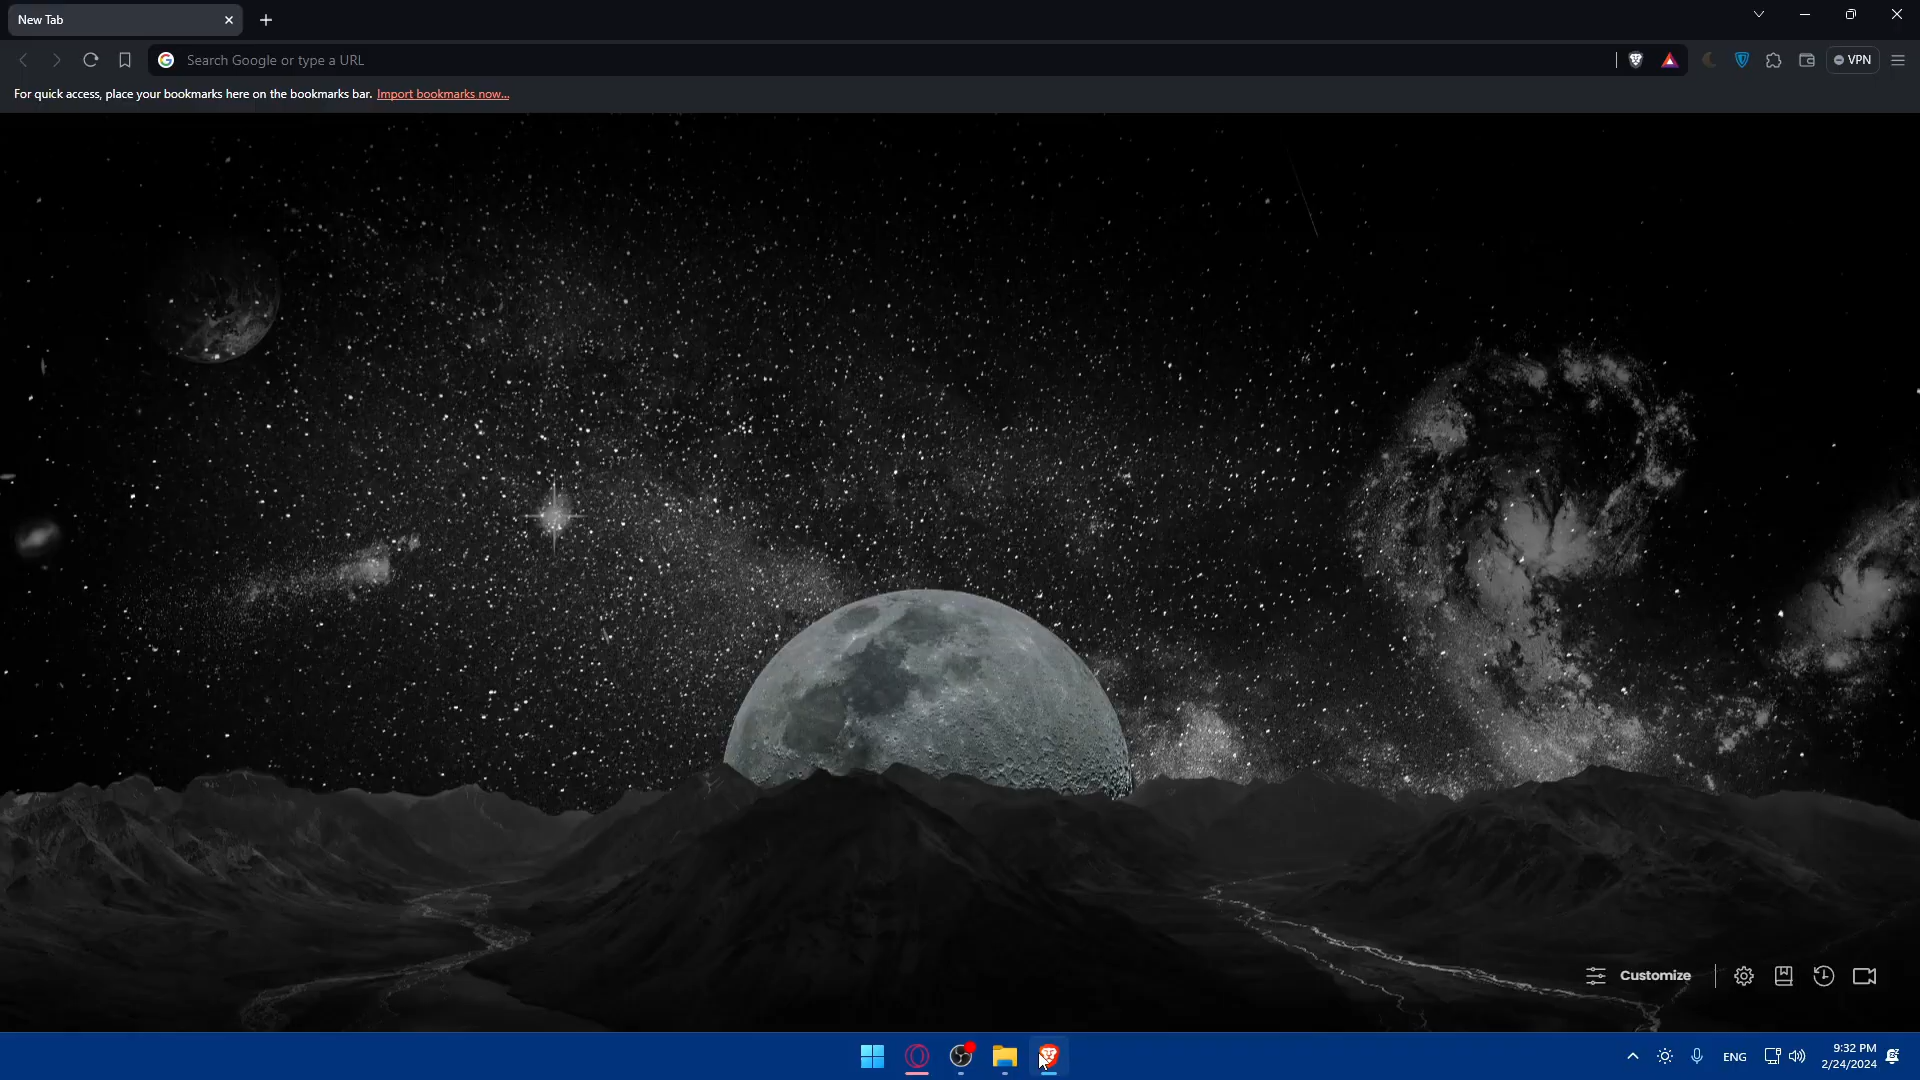 New Tab
Search Google or type a URL
VPN
For quick access, place your bookmarks here on the bookmarks bar. Import bookmarks now...
Customize
ENG
9:32 PM
2/24/2024